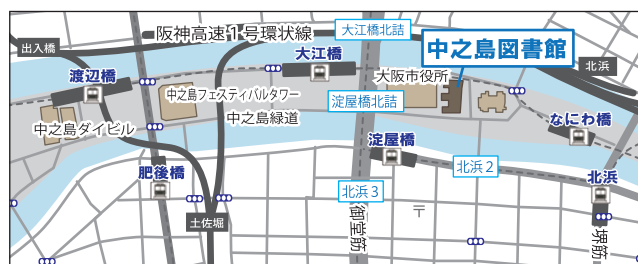 阪神高速１号環状線
大江橋北詰
出入橋
中之島図書館
北浜
渡辺橋
大江橋
大阪市役所
中之島フェスティバルタワー
淀屋橋北詰
中之島緑道
なにわ橋
中之島ダイビル
淀屋橋
北浜２
肥後橋
北浜
北浜３
土佐堀
〒
御堂筋
堺筋